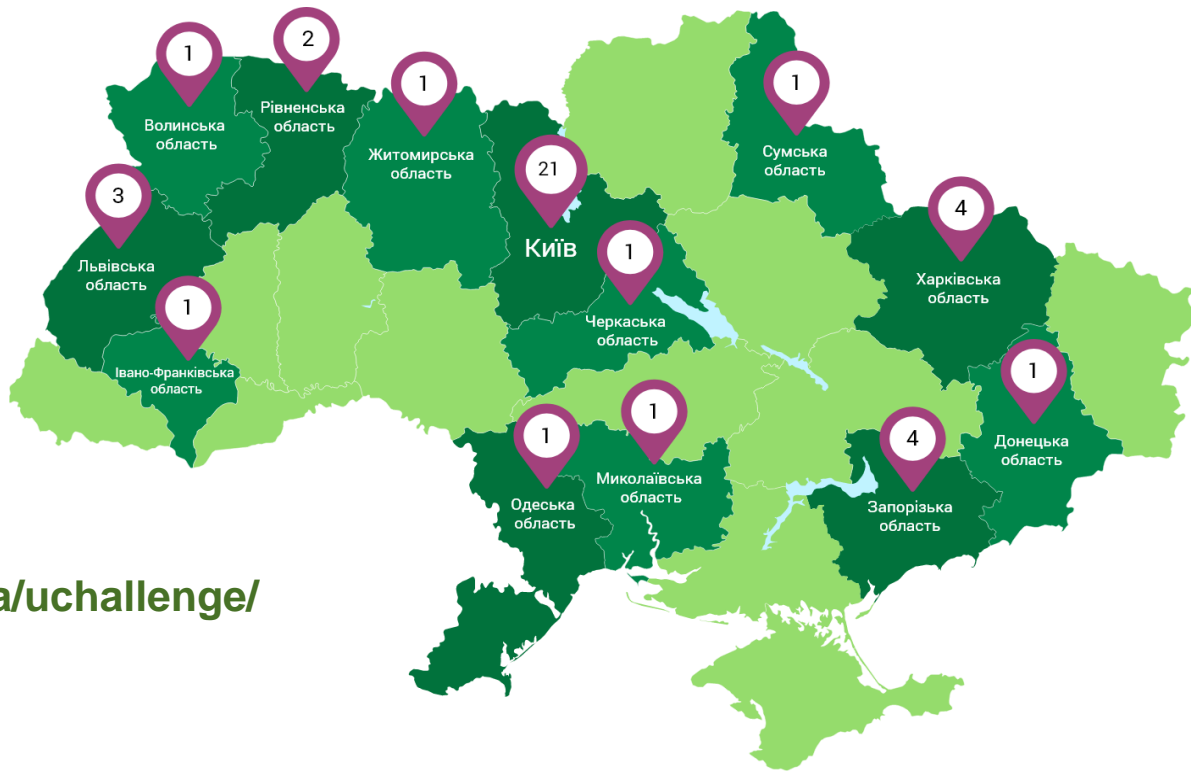 1
Волинська
область
2
Рівненська
область
1
Житомирська
область
21
Київ
1
Сумська
область
3
Львівська
область
4
Харківська
область
1
Черкаська
область
1
Івано-Франківська
область
1
Донецька
область
1
Одеська
область
1
Миколаївська
область
4
Запорізька
область
a/uchallenge/